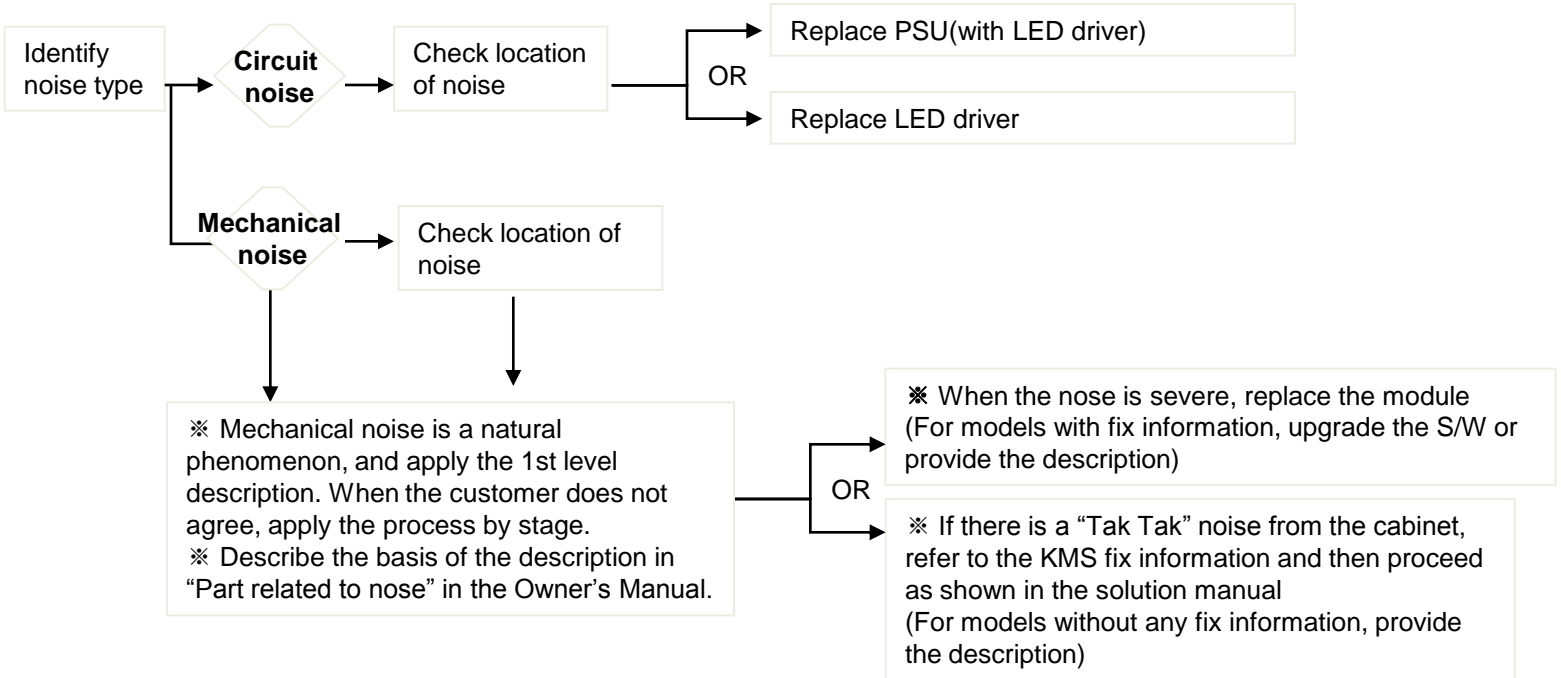 Identify
noise type
Circuit
noise
Check location
of noise
Replace PSU(with LED driver)
OR
Replace LED driver
Mechanical
noise
Check location of
noise
※ Mechanical noise is a natural
phenomenon, and apply the 1st level
description. When the customer does not
agree, apply the process by stage.
※ Describe the basis of the description in
“Part related to nose” in the Owner’s Manual.
※ When the nose is severe, replace the module
(For models with fix information, upgrade the S/W or
provide the description)
OR
※ If there is a “Tak Tak” noise from the cabinet,
refer to the KMS fix information and then proceed
as shown in the solution manual
(For models without any fix information, provide
the description)